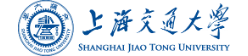 上海交通大学
SHANGHAI JIAO TONG UNIVERSITY